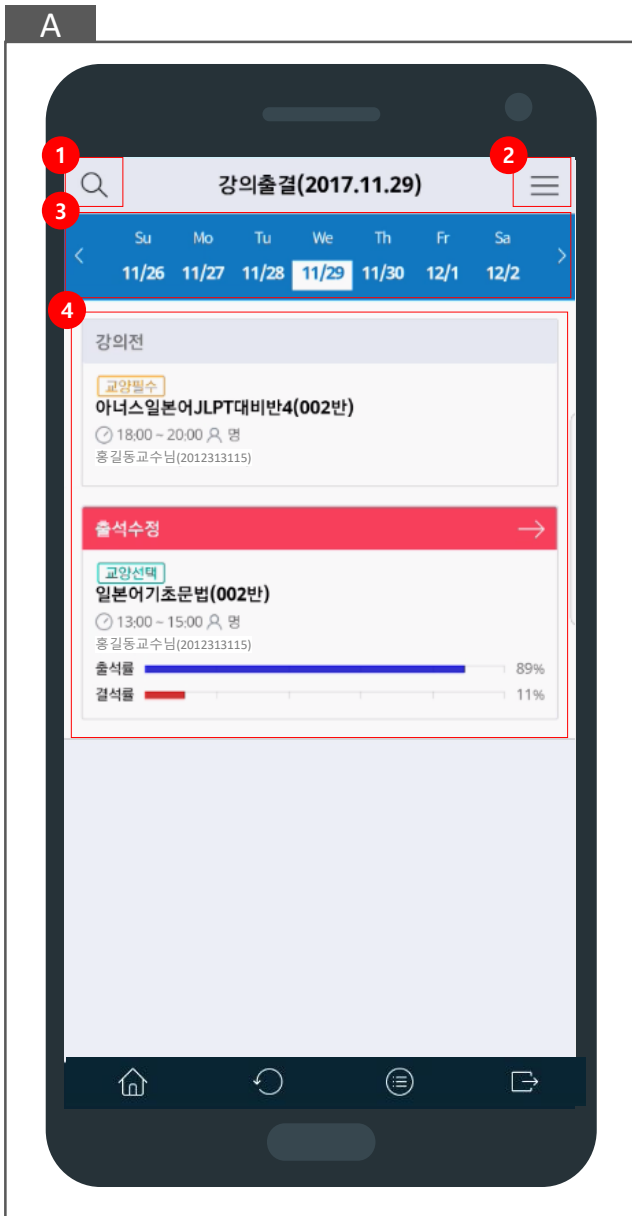 A
1
2
강의출결(2017.11.29)
3
Su Mo Tu We Th Fr Sa
11/26 11/27 11/28 11/29 11/30 12/1 12/2
4
강의전
교양필수
아너스일본어JLPT대비반4(002반)
18:00 ~ 20:00 명
홍길동교수님(2012313115)
출석수정
교양선택
일본어기초문법(002반)
13:00 ~ 15:00 명
홍길동교수님(2012313115)
출석률 89%
결석률 11%